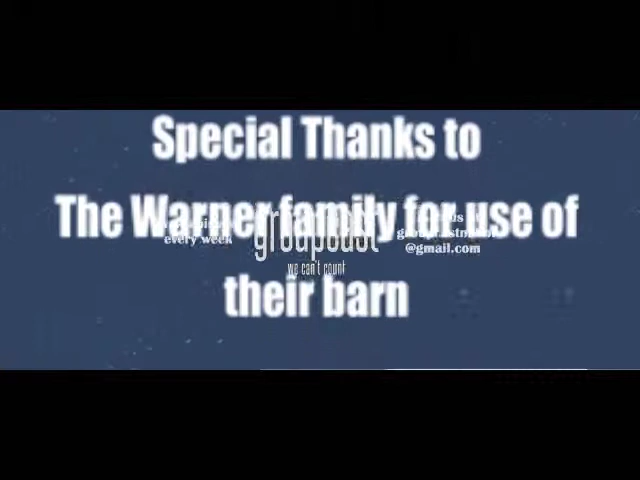 Special Thanks to
The Warner family for use of
every week
groupcast
@gmail.com
we can't count
their barn